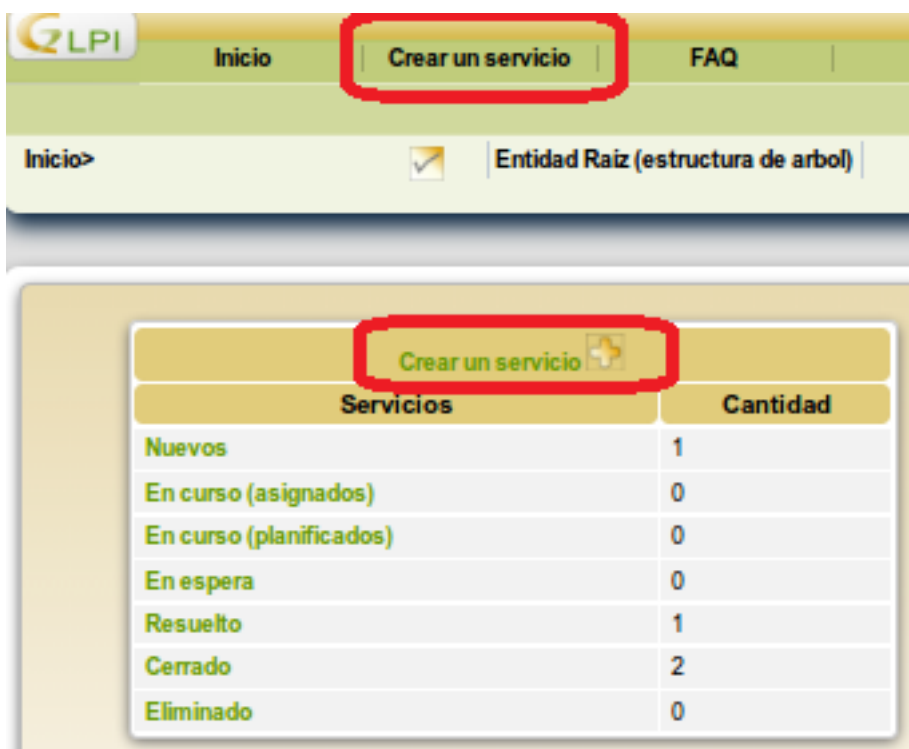 GLPI
Inicio Crear un servicio FAQ
Inicio> Entidad Raiz (estructura de arbol)
Crear un servicio
Servicios Cantidad
Nuevos 1
En curso (asignados) 0
En curso (planificados) 0
En espera 0
Resuelto 1
Cerrado 2
Eliminado 0